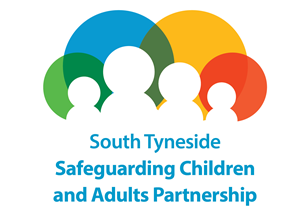 South Tyneside
Safeguarding Children
and Adults Partnership